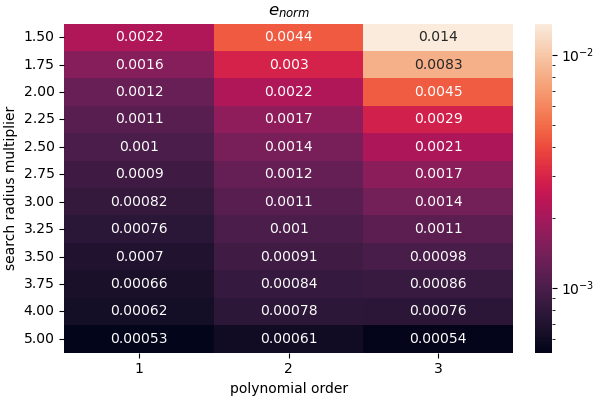 e_norm
search radius multiplier
1.50 0.0022 0.0044 0.014
1.75 0.0016 0.003 0.0083
2.00 0.0012 0.0022 0.0045
2.25 0.0011 0.0017 0.0029
2.50 0.001 0.0014 0.0021
2.75 0.0009 0.0012 0.0017
3.00 0.00082 0.0011 0.0014
3.25 0.00076 0.001 0.0011
3.50 0.0007 0.00091 0.00098
3.75 0.00066 0.00084 0.00086
4.00 0.00062 0.00078 0.00076
5.00 0.00053 0.00061 0.00054
1 2 3
polynomial order
10⁻²
10⁻³